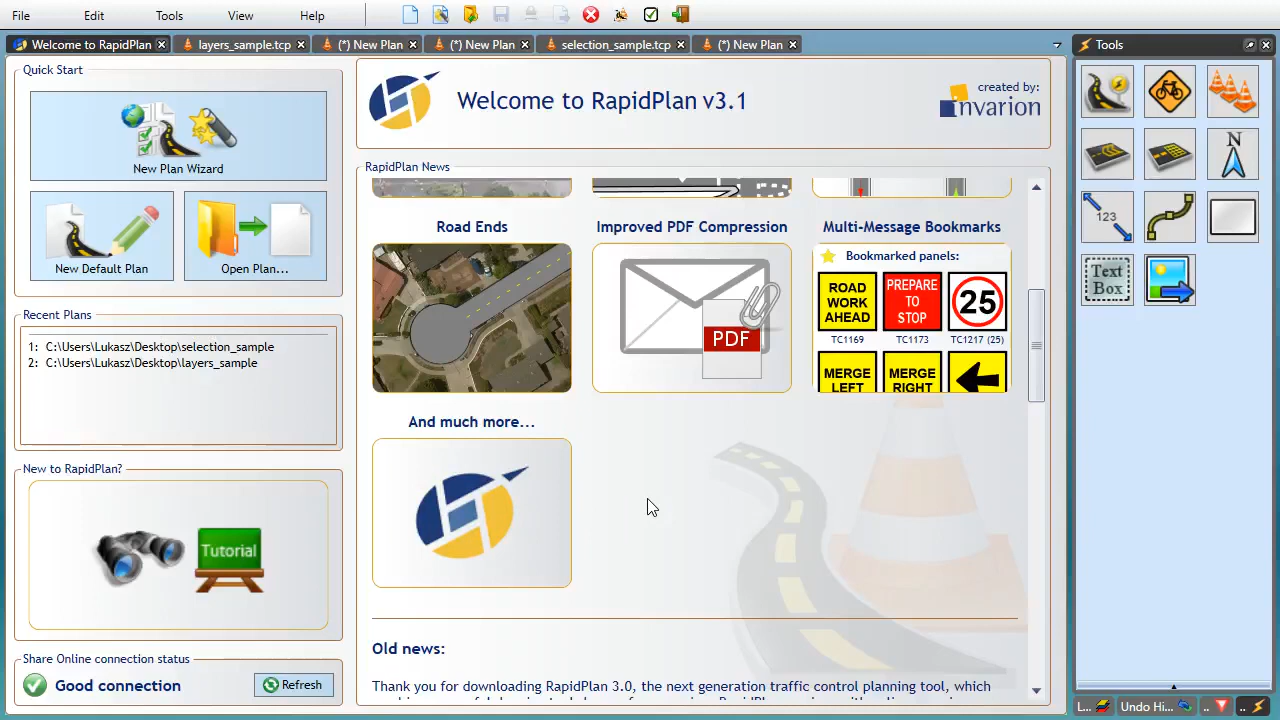 File Edit Tools View Help
Welcome to RapidPlan layers_sample.tcp (*) New Plan (*) New Plan selection_sample.tcp (*) New Plan Tools
Quick Start
New Plan Wizard
New Default Plan Open Plan...
Recent Plans
1: C:\Users\Lukasz\Desktop\selection_sample
2: C:\Users\Lukasz\Desktop\layers_sample
New to RapidPlan?
Tutorial
Share Online connection status
Good connection Refresh
Welcome to RapidPlan v3.1
created by:
invarion
RapidPlan News
Road Ends Improved PDF Compression Multi-Message Bookmarks
PDF
Bookmarked panels:
ROAD WORK AHEAD
PREPARE TO STOP
25
TC1169 TC1173 TC1217 (25)
MERGE LEFT
MERGE RIGHT
And much more...
Old news:
Thank you for downloading RapidPlan 3.0, the next generation traffic control planning tool, which
N
123
Text Box
L... Undo Hi... .. ..